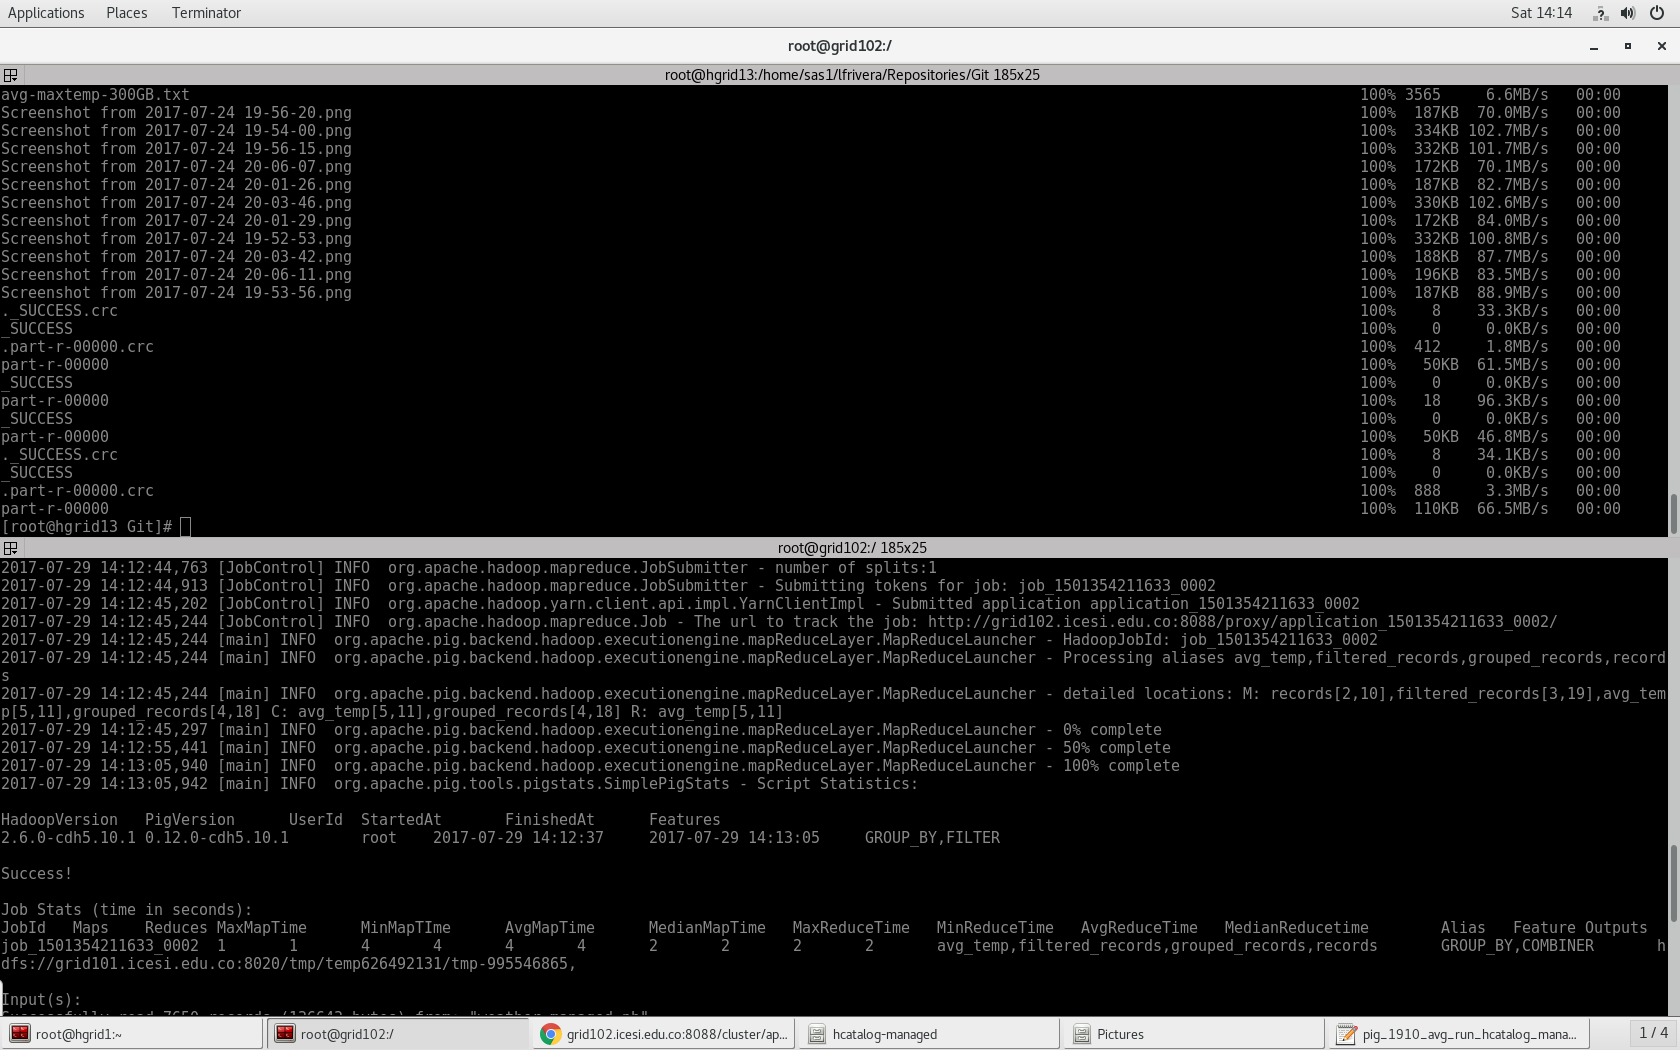 Applications Places Terminator Sat 14:14
root@grid102:/
root@hgrid13:/home/sas1/lfrivera/Repositories/Git 185x25
avg-maxtemp-300GB.txt 100% 3565 6.6MB/s 00:00
Screenshot from 2017-07-24 19-56-20.png 100% 187KB 70.0MB/s 00:00
Screenshot from 2017-07-24 19-54-00.png 100% 334KB 102.7MB/s 00:00
Screenshot from 2017-07-24 19-56-15.png 100% 332KB 101.7MB/s 00:00
Screenshot from 2017-07-24 20-06-07.png 100% 172KB 70.1MB/s 00:00
Screenshot from 2017-07-24 20-01-26.png 100% 187KB 82.7MB/s 00:00
Screenshot from 2017-07-24 20-03-46.png 100% 330KB 102.6MB/s 00:00
Screenshot from 2017-07-24 20-01-29.png 100% 172KB 84.0MB/s 00:00
Screenshot from 2017-07-24 19-52-53.png 100% 332KB 100.8MB/s 00:00
Screenshot from 2017-07-24 20-03-42.png 100% 188KB 87.7MB/s 00:00
Screenshot from 2017-07-24 20-06-11.png 100% 196KB 83.5MB/s 00:00
Screenshot from 2017-07-24 19-53-56.png 100% 187KB 88.9MB/s 00:00
._SUCCESS.crc 100% 8 33.3KB/s 00:00
_SUCCESS 100% 0 0.0KB/s 00:00
.part-r-00000.crc 100% 412 1.8MB/s 00:00
part-r-00000 100% 50KB 61.5MB/s 00:00
_SUCCESS 100% 0 0.0KB/s 00:00
part-r-00000 100% 18 96.3KB/s 00:00
_SUCCESS 100% 0 0.0KB/s 00:00
part-r-00000 100% 50KB 46.8MB/s 00:00
._SUCCESS.crc 100% 8 34.1KB/s 00:00
_SUCCESS 100% 0 0.0KB/s 00:00
.part-r-00000.crc 100% 888 3.3MB/s 00:00
part-r-00000 100% 110KB 66.5MB/s 00:00
[root@hgrid13 Git]#
root@grid102:/ 185x25
2017-07-29 14:12:44,763 [JobControl] INFO org.apache.hadoop.mapreduce.JobSubmitter - number of splits:1
2017-07-29 14:12:44,913 [JobControl] INFO org.apache.hadoop.mapreduce.JobSubmitter - Submitting tokens for job: job_1501354211633_0002
2017-07-29 14:12:45,202 [JobControl] INFO org.apache.hadoop.yarn.client.api.impl.YarnClientImpl - Submitted application application_1501354211633_0002
2017-07-29 14:12:45,244 [JobControl] INFO org.apache.hadoop.mapreduce.Job - The url to track the job: http://grid102.icesi.edu.co:8088/proxy/application_1501354211633_0002/
2017-07-29 14:12:45,244 [main] INFO org.apache.pig.backend.hadoop.executionengine.mapReduceLayer.MapReduceLauncher - HadoopJobId: job_1501354211633_0002
2017-07-29 14:12:45,244 [main] INFO org.apache.pig.backend.hadoop.executionengine.mapReduceLayer.MapReduceLauncher - Processing aliases avg_temp,filtered_records,grouped_records,record
s
2017-07-29 14:12:45,244 [main] INFO org.apache.pig.backend.hadoop.executionengine.mapReduceLayer.MapReduceLauncher - detailed locations: M: records[2,10],filtered_records[3,19],avg_tem
p[5,11],grouped_records[4,18] C: avg_temp[5,11],grouped_records[4,18] R: avg_temp[5,11]
2017-07-29 14:12:45,297 [main] INFO org.apache.pig.backend.hadoop.executionengine.mapReduceLayer.MapReduceLauncher - 0% complete
2017-07-29 14:12:55,441 [main] INFO org.apache.pig.backend.hadoop.executionengine.mapReduceLayer.MapReduceLauncher - 50% complete
2017-07-29 14:13:05,940 [main] INFO org.apache.pig.backend.hadoop.executionengine.mapReduceLayer.MapReduceLauncher - 100% complete
2017-07-29 14:13:05,942 [main] INFO org.apache.pig.tools.pigstats.SimplePigStats - Script Statistics:
HadoopVersion PigVersion UserId StartedAt FinishedAt Features
2.6.0-cdh5.10.1 0.12.0-cdh5.10.1 root 2017-07-29 14:12:37 2017-07-29 14:13:05 GROUP_BY,FILTER
Success!
Job Stats (time in seconds):
JobId Maps Reduces MaxMapTime MinMapTIme AvgMapTime MedianMapTime MaxReduceTime MinReduceTime AvgReduceTime MedianReducetime Alias Feature Outputs
job_1501354211633_0002 1 1 4 4 4 4 2 2 2 2 avg_temp,filtered_records,grouped_records,records GROUP_BY,COMBINER h
dfs://grid101.icesi.edu.co:8020/tmp/temp626492131/tmp-995546865,
Input(s):
root@hgrid1:~ root@grid102:/ grid102.icesi.edu.co:8088/cluster/ap... hcatalog-managed Pictures pig_1910_avg_run_hcatalog_mana... 1 / 4